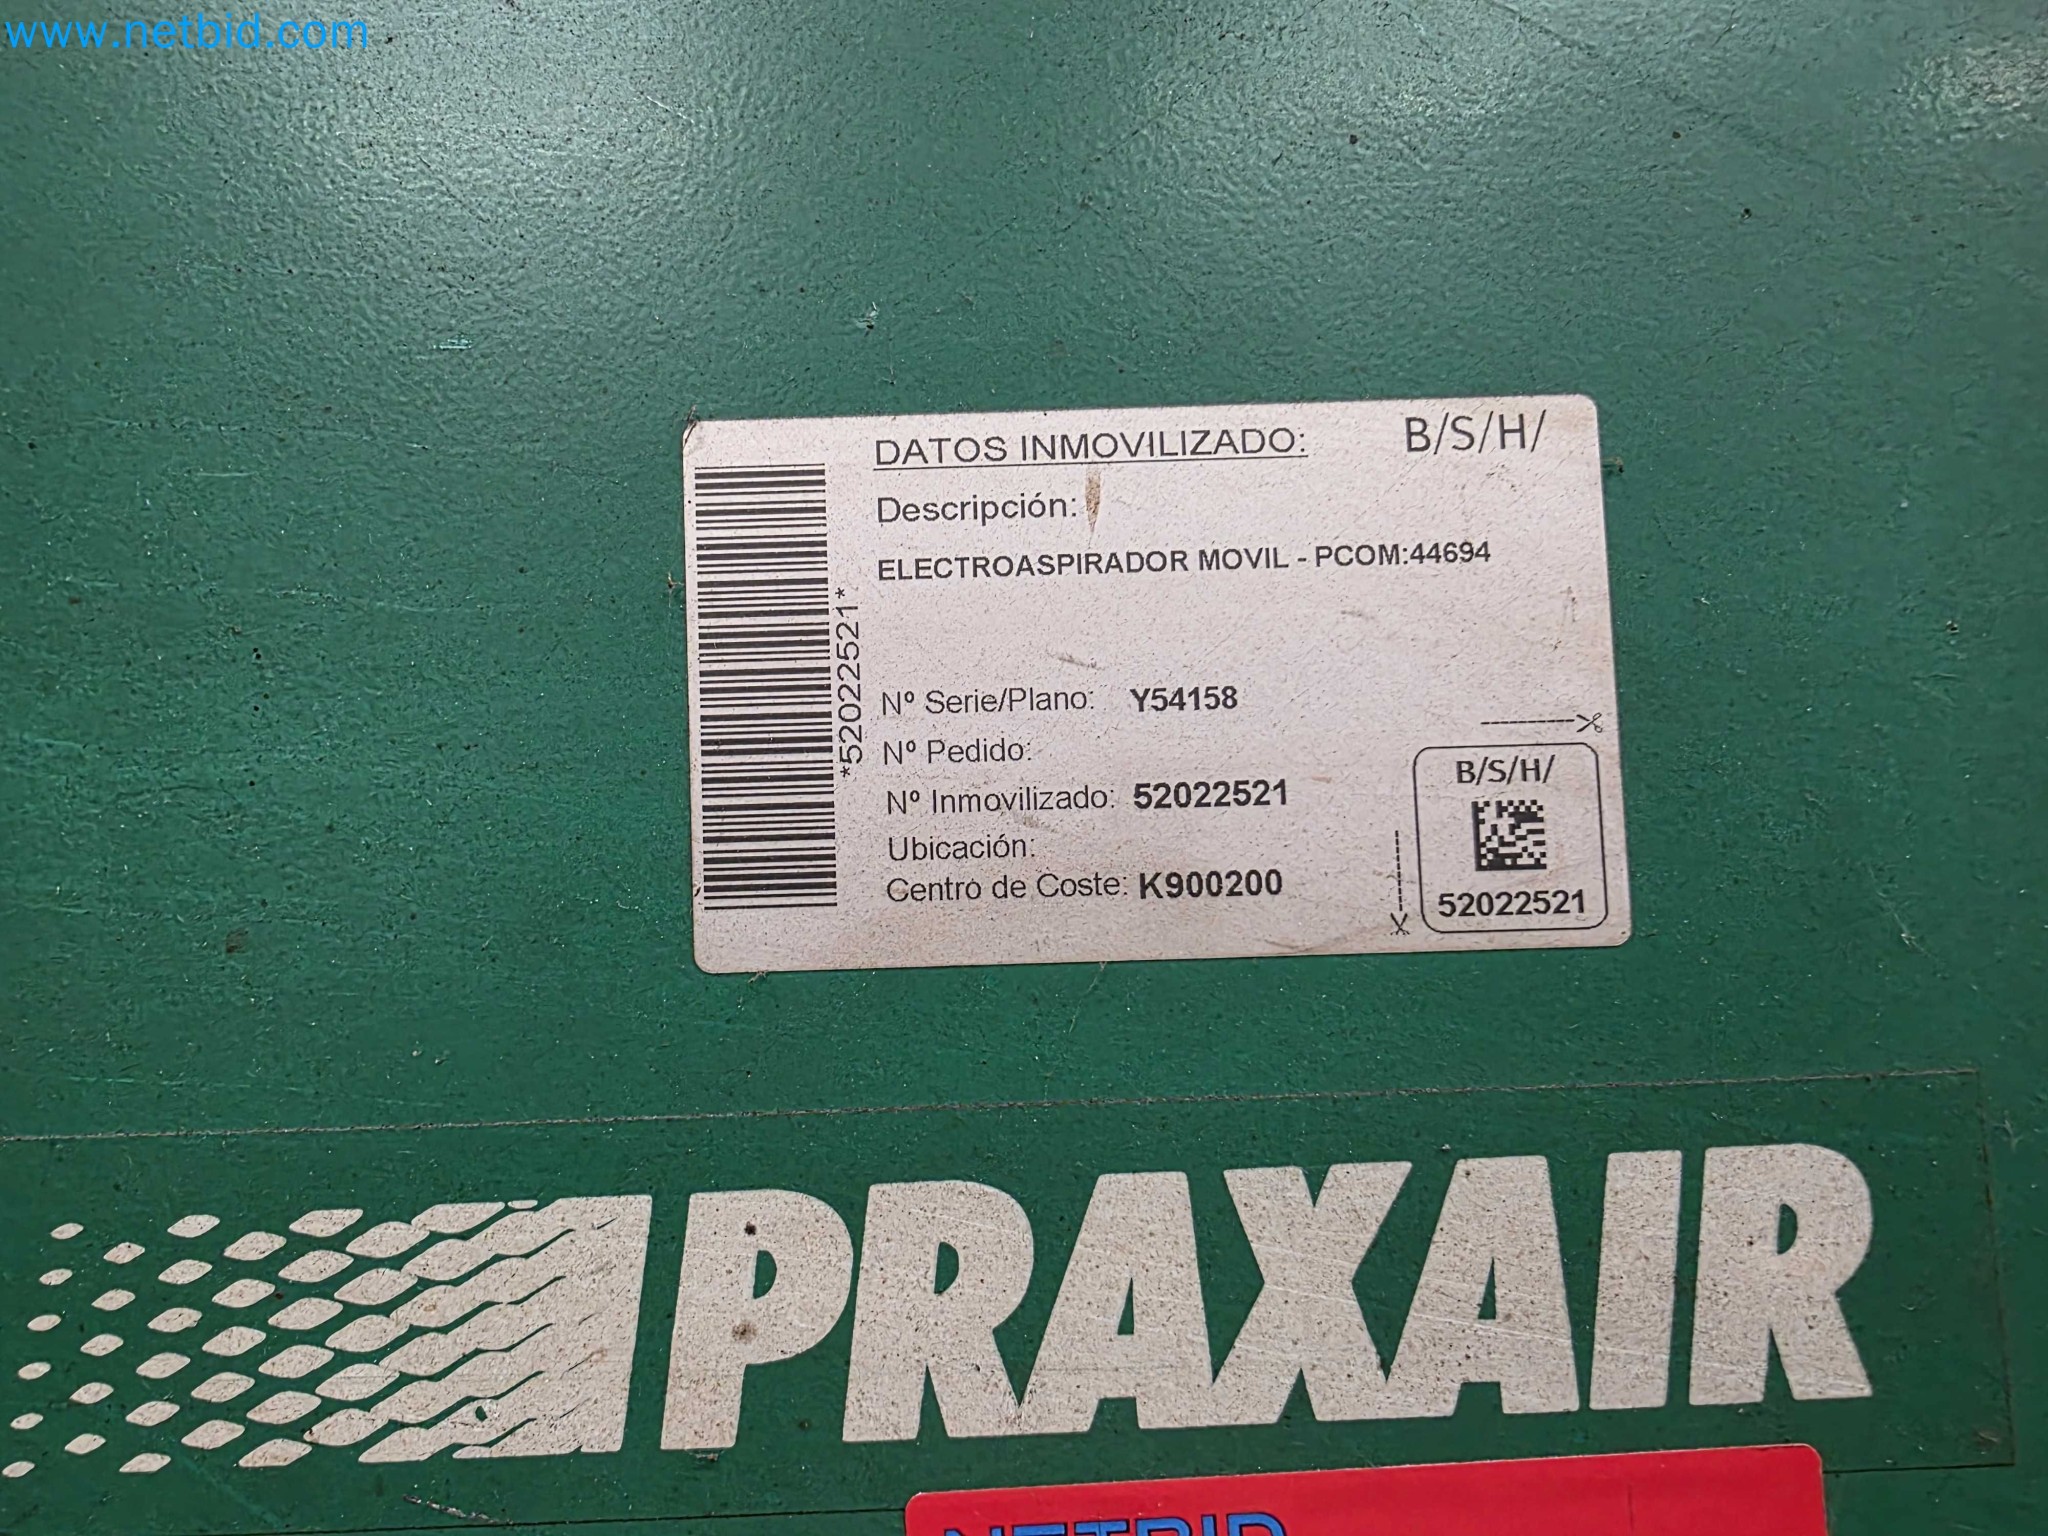 www.netbid.com
DATOS INMOVILIZADO:
B/S/H/
Descripción:
ELECTROASPIRADOR MOVIL - PCOM:44694
*52022521*
Nº Serie/Plano: Y54158
Nº Pedido:
Nº Inmovilizado: 52022521
Ubicación:
Centro de Coste: K900200
B/S/H/
52022521
PRAXAIR
NETBID